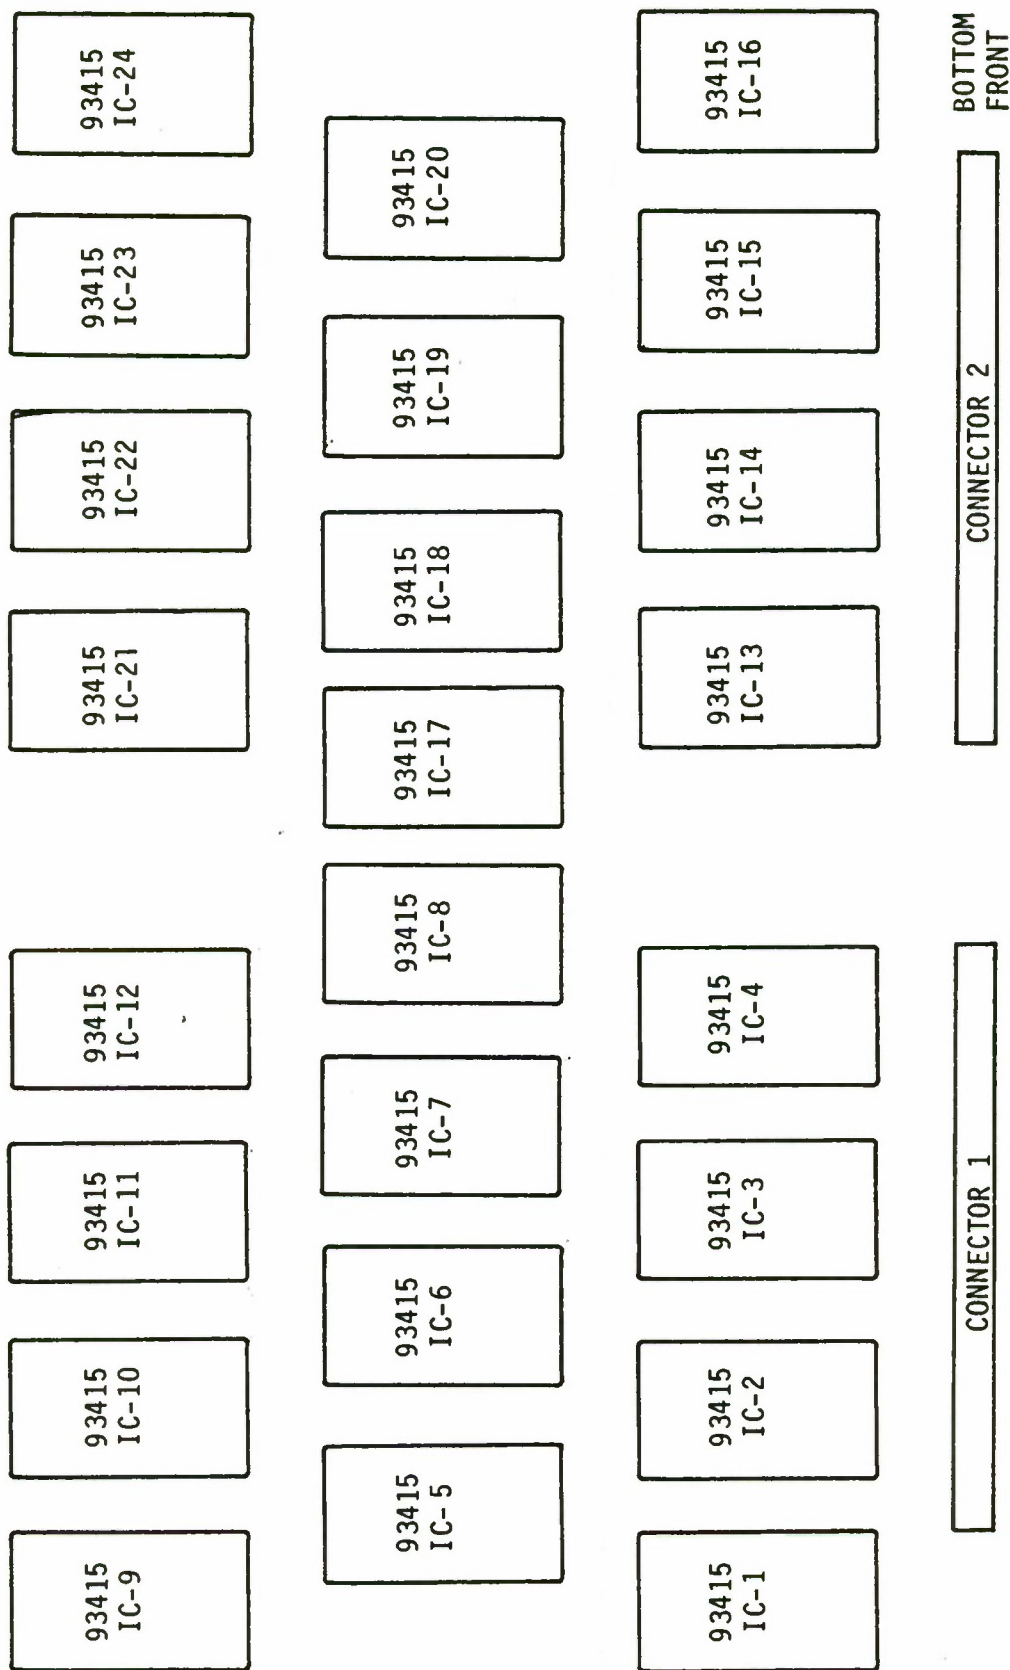 93415
IC-9
93415
IC-10
93415
IC-11
93415
IC-12
93415
IC-21
93415
IC-22
93415
IC-23
93415
IC-24
93415
IC-5
93415
IC-6
93415
IC-7
93415
IC-8
93415
IC-17
93415
IC-18
93415
IC-19
93415
IC-20
93415
IC-1
93415
IC-2
93415
IC-3
93415
IC-4
93415
IC-13
93415
IC-14
93415
IC-15
93415
IC-16
CONNECTOR 1
CONNECTOR 2
BOTTOM
FRONT